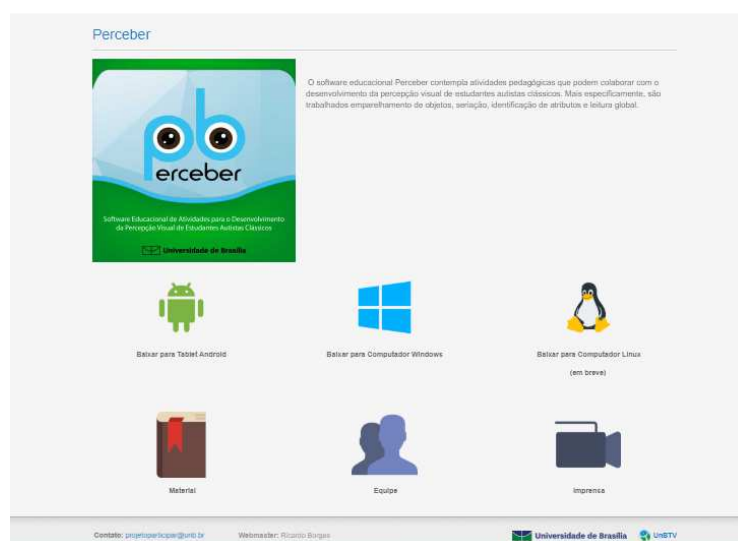 Perceber
O software educacional Perceber contempla atividades pedagógicas que podem colaborar com o
desenvolvimento da percepção visual de estudantes autistas clássicos. Mais especificamente, são
trabalhados emparelhamento de objetos, seriação, identificação de atributos e leitura global.
pb
erceber
Software Educacional de Atividades para o Desenvolvimento
da Percepção Visual de Estudantes Autistas Clássicos
Universidade de Brasília
Baixar para Tablet Android
Baixar para Computador Windows
Baixar para Computador Linux
(em breve)
Material
Equipe
Imprensa
Contato: projetoparticipar@unb.br Webmaster: Ricardo Borges Universidade de Brasília UnBTV